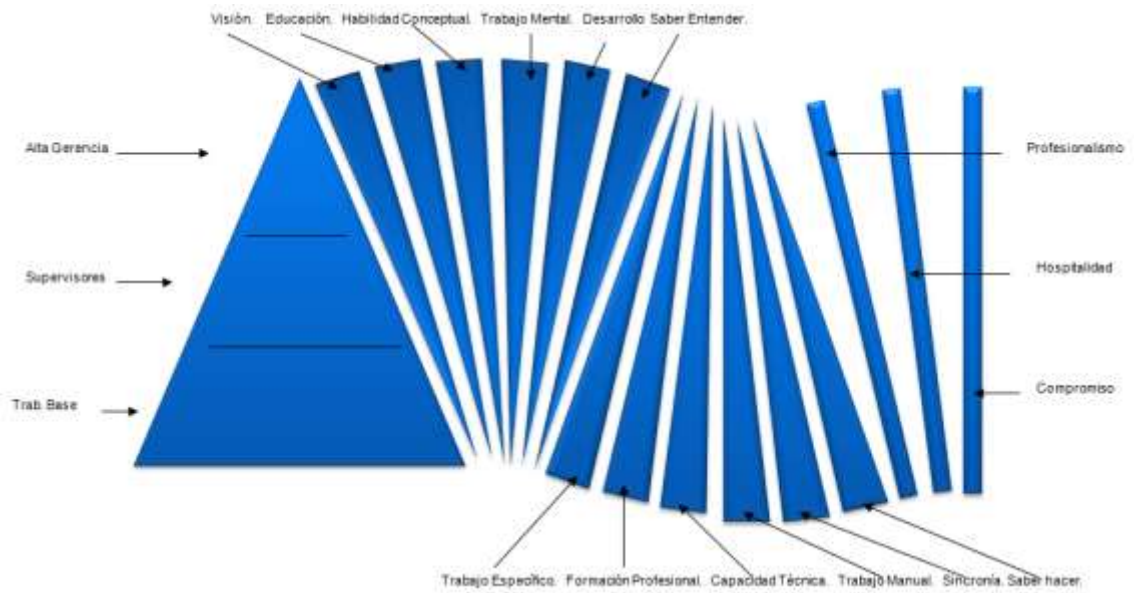 Visión. Educación. Habilidad Conceptual. Trabajo Mental. Desarrollo Saber Entender.
Alta Gerencia
Profesionalismo
Supervisores
Hospitalidad
Trab. Base
Compromiso
Trabajo Específico. Formación Profesional. Capacidad Técnica. Trabajo Manual. Sincronía. Saber hacer.